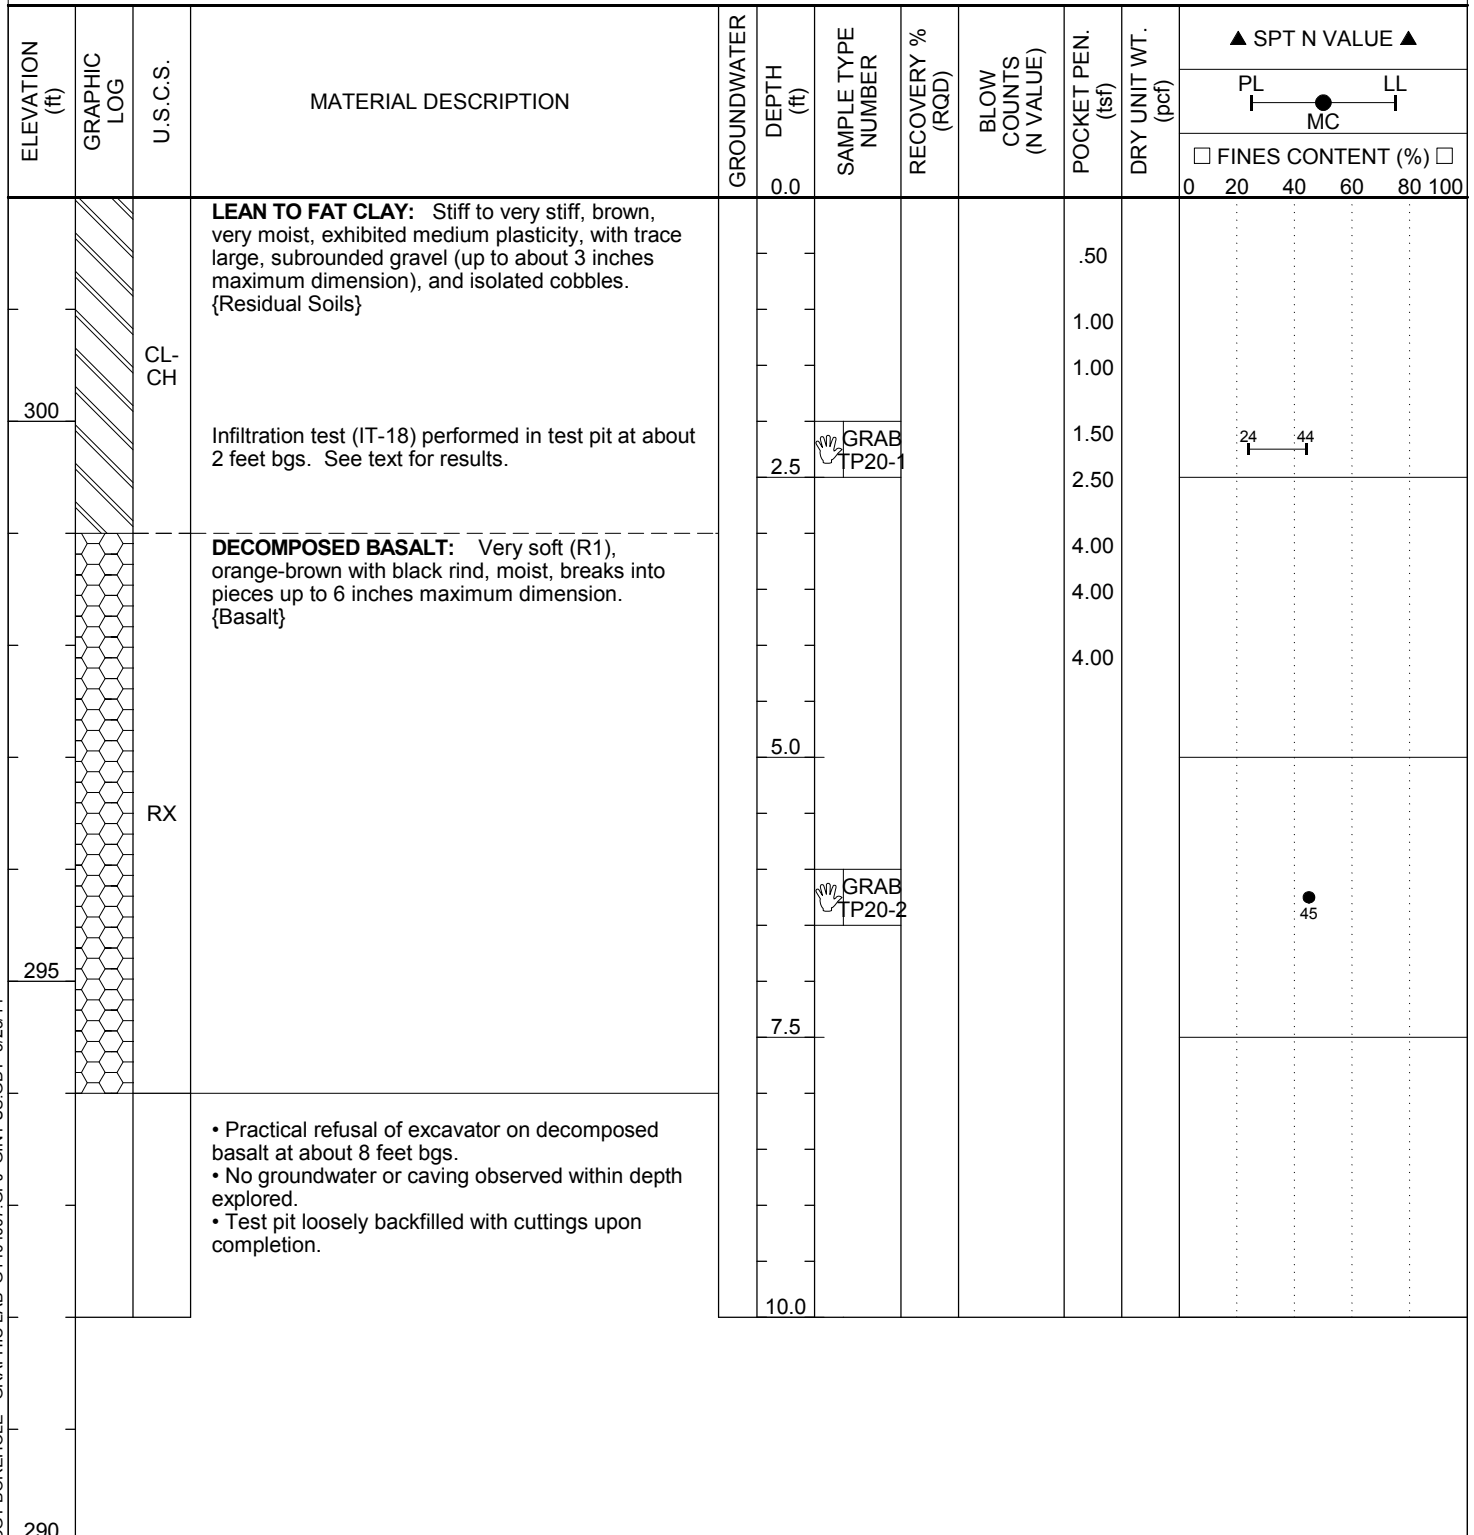 ELEVATION
(ft)
GRAPHIC
LOG
U.S.C.S.
MATERIAL DESCRIPTION
GROUNDWATER
DEPTH
(ft)
0.0
SAMPLE TYPE
NUMBER
RECOVERY %
(RQD)
BLOW
COUNTS
(N VALUE)
POCKET PEN.
(tsf)
DRY UNIT WT.
(pcf)
▲ SPT N VALUE ▲
PL LL
MC
□ FINES CONTENT (%) □
0 20 40 60 80 100
LEAN TO FAT CLAY: Stiff to very stiff, brown,
very moist, exhibited medium plasticity, with trace
large, subrounded gravel (up to about 3 inches
maximum dimension), and isolated cobbles.
{Residual Soils}
.50
1.00
CL-
CH
1.00
300
Infiltration test (IT-18) performed in test pit at about
2 feet bgs. See text for results.
GRAB
TP20-1
1.50
24 44
2.5
2.50
DECOMPOSED BASALT: Very soft (R1),
orange-brown with black rind, moist, breaks into
pieces up to 6 inches maximum dimension.
{Basalt}
4.00
4.00
4.00
5.0
RX
GRAB
TP20-2
45
295
7.5
• Practical refusal of excavator on decomposed
basalt at about 8 feet bgs.
• No groundwater or caving observed within depth
explored.
• Test pit loosely backfilled with cuttings upon
completion.
10.0
290